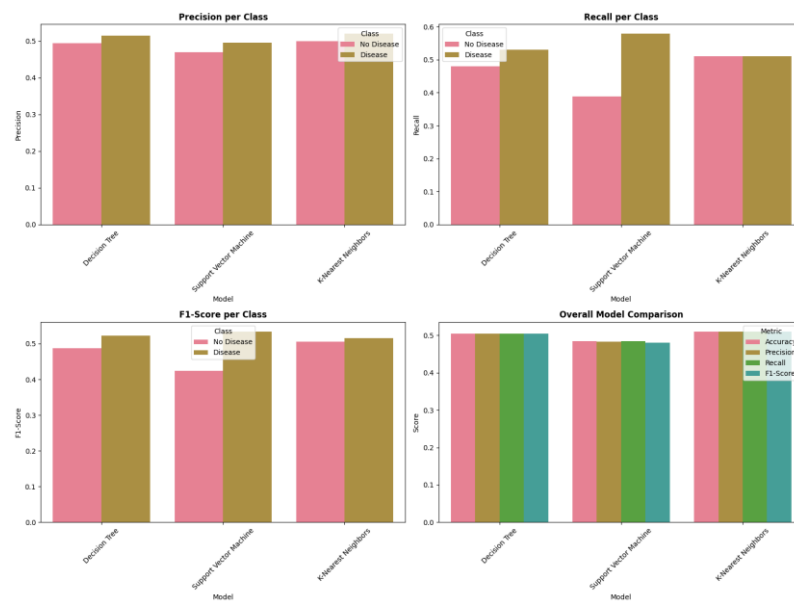 Precision per Class
Class
No Disease
Disease
Precision
0.5
0.4
0.3
0.2
0.1
0.0
Decision Tree
Support Vector Machine
K-Nearest Neighbors
Model
Recall per Class
Class
No Disease
Disease
Recall
0.6
0.5
0.4
0.3
0.2
0.1
0.0
Decision Tree
Support Vector Machine
K-Nearest Neighbors
Model
F1-Score per Class
Class
No Disease
Disease
F1-Score
0.5
0.4
0.3
0.2
0.1
0.0
Decision Tree
Support Vector Machine
K-Nearest Neighbors
Model
Overall Model Comparison
Metric
Accuracy
Precision
Recall
F1-Score
Score
0.5
0.4
0.3
0.2
0.1
0.0
Decision Tree
Support Vector Machine
K-Nearest Neighbors
Model